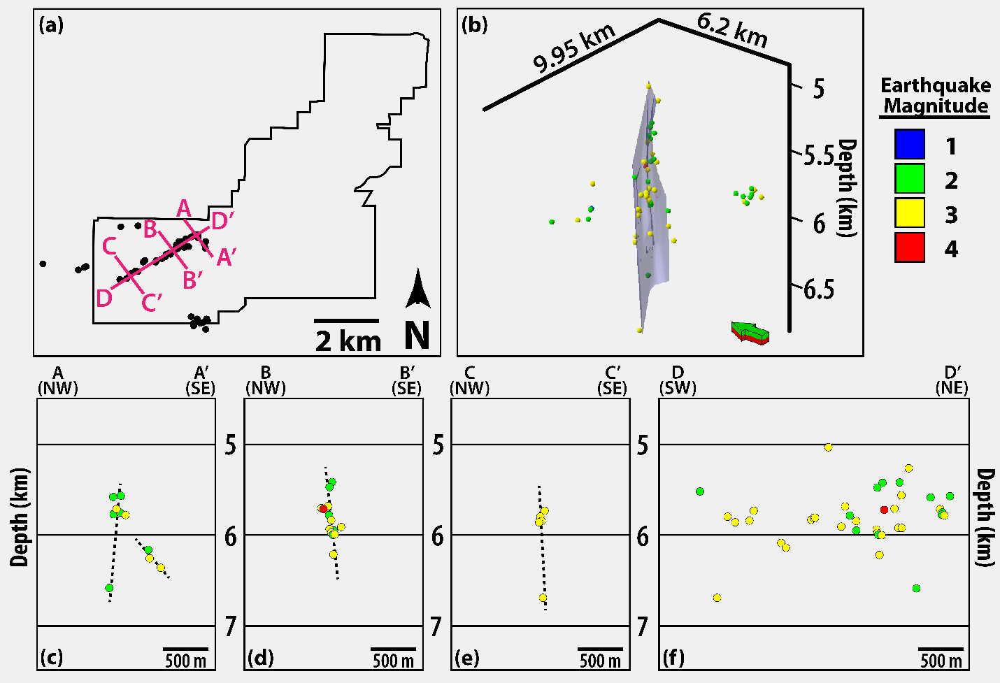 (a)
A
D′
B
C
A′
B′
D
C′
2 km
N
(b)
9.95 km
6.2 km
5
5.5
6
6.5
Depth (km)
Earthquake
Magnitude
1
2
3
4
A
(NW)
A′
(SE)
B
(NW)
B′
(SE)
C
(NW)
C′
(SE)
D
(SW)
D′
(NE)
Depth (km)
5
6
7
5
6
7
5
6
7
Depth (km)
(c)
500 m
(d)
500 m
(e)
500 m
(f)
500 m